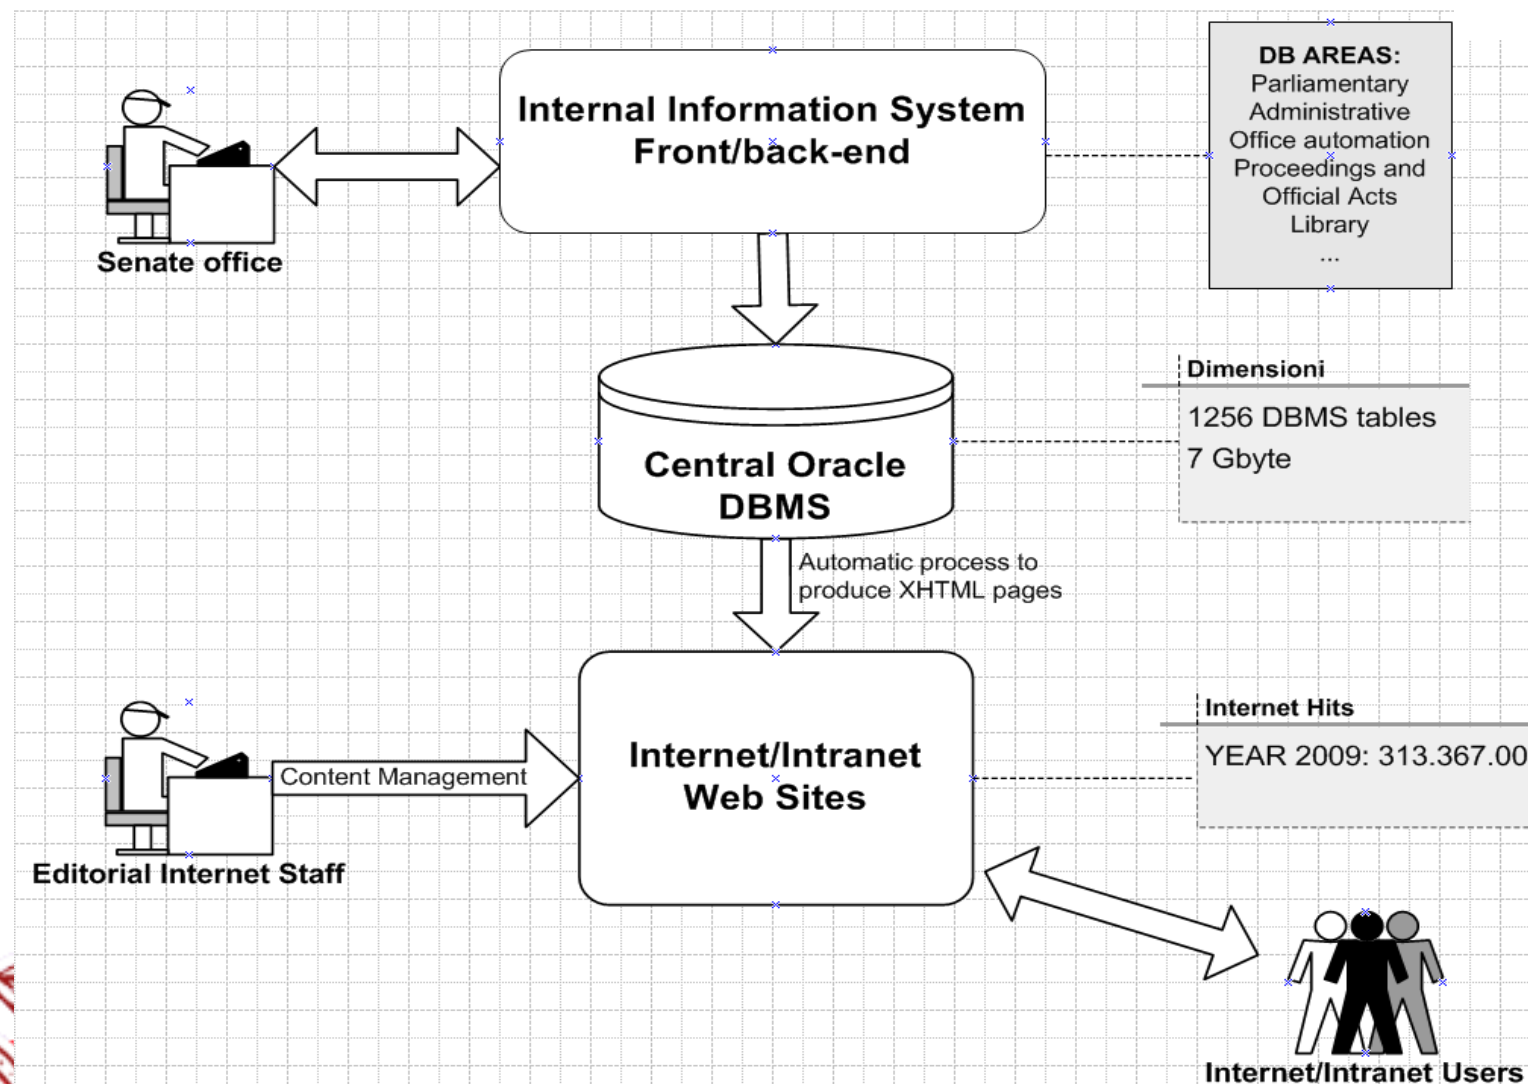 Internal Information System
Front/back-end
DB AREAS:
Parliamentary
Administrative
Office automation
Proceedings and
Official Acts
Library
...
Senate office
Dimensioni
1256 DBMS tables
7 Gbyte
Central Oracle
DBMS
Automatic process to
produce XHTML pages
Internet/Intranet
Web Sites
Internet Hits
YEAR 2009: 313.367.00
Content Management
Editorial Internet Staff
Internet/Intranet Users